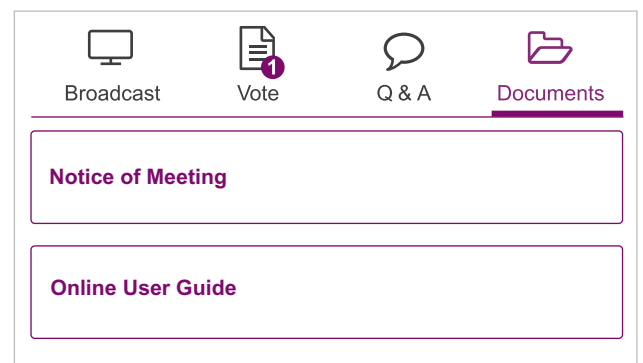 1
Broadcast Vote Q & A Documents
Notice of Meeting
Online User Guide